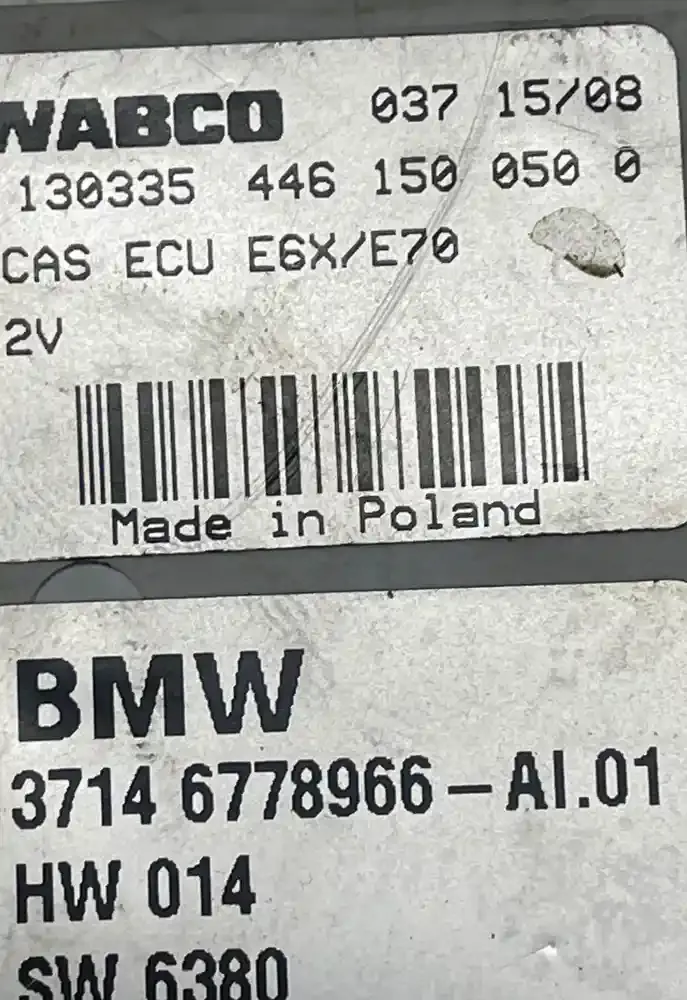 WABCO 037 15/08
130335 446 150 050 0
CAS ECU E6X/E70
2V
Made in Poland
BMW
3714 6778966-AI.01
HW 014
SW 6380